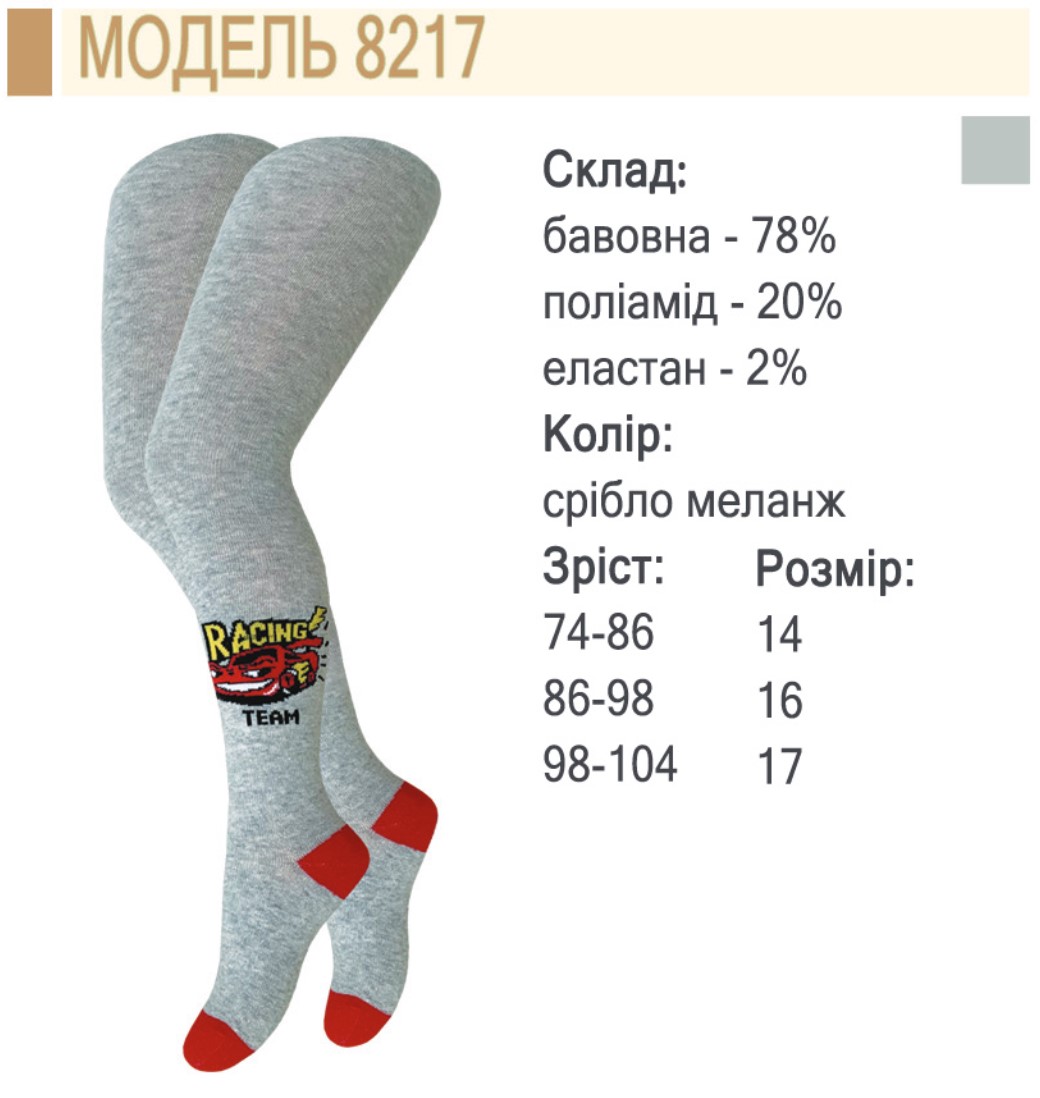 МОДЕЛЬ 8217
Склад:
бавовна - 78%
поліамід - 20%
еластан - 2%
Колір:
срібло меланж
Зріст: Розмір:
74-86 14
86-98 16
98-104 17
RACING
TEAM